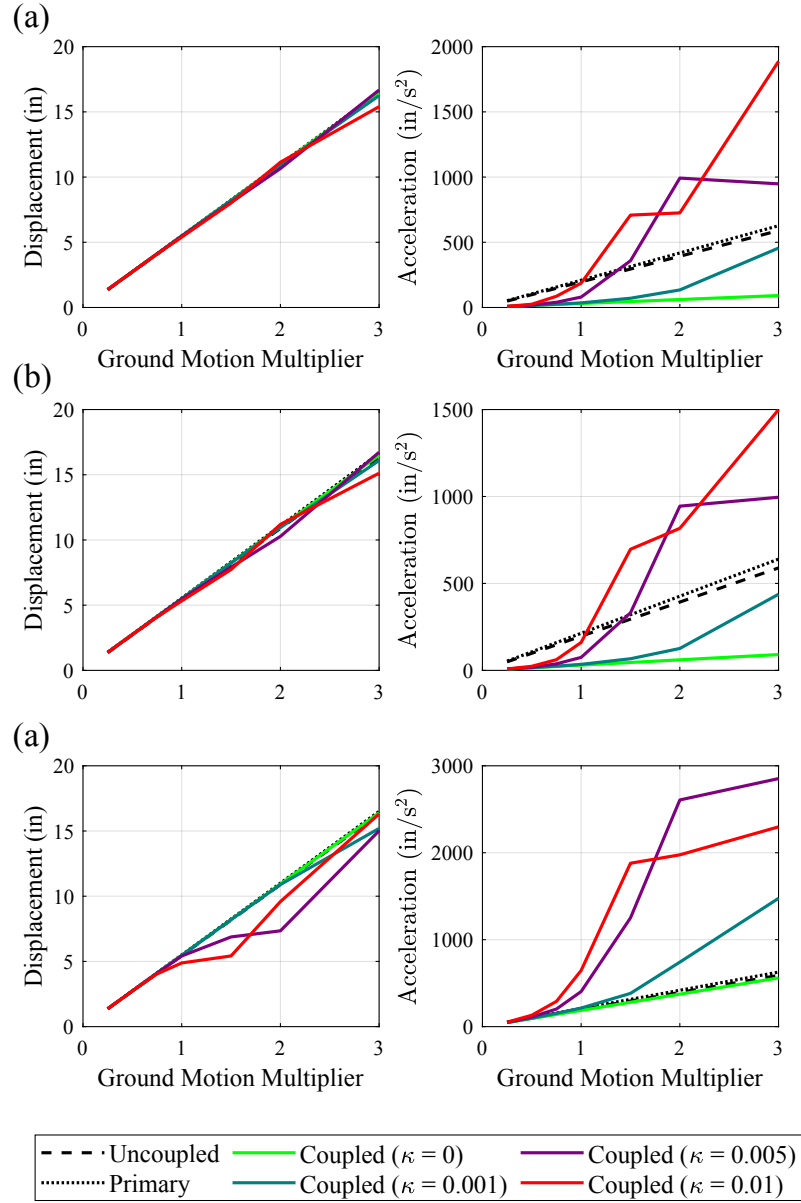 (a)
20
15
10
5
0
Displacement (in)
0 1 2 3
Ground Motion Multiplier
2000
1500
1000
500
0
Acceleration (in/s²)
0 1 2 3
Ground Motion Multiplier
(b)
20
15
10
5
0
Displacement (in)
0 1 2 3
1500
1000
500
0
Acceleration (in/s²)
0 1 2 3
(a)
20
15
10
5
0
Displacement (in)
0 1 2 3
Ground Motion Multiplier
3000
2000
1000
0
Acceleration (in/s²)
0 1 2 3
Ground Motion Multiplier
Uncoupled Coupled (κ = 0) Coupled (κ = 0.005)
Primary Coupled (κ = 0.001) Coupled (κ = 0.01)